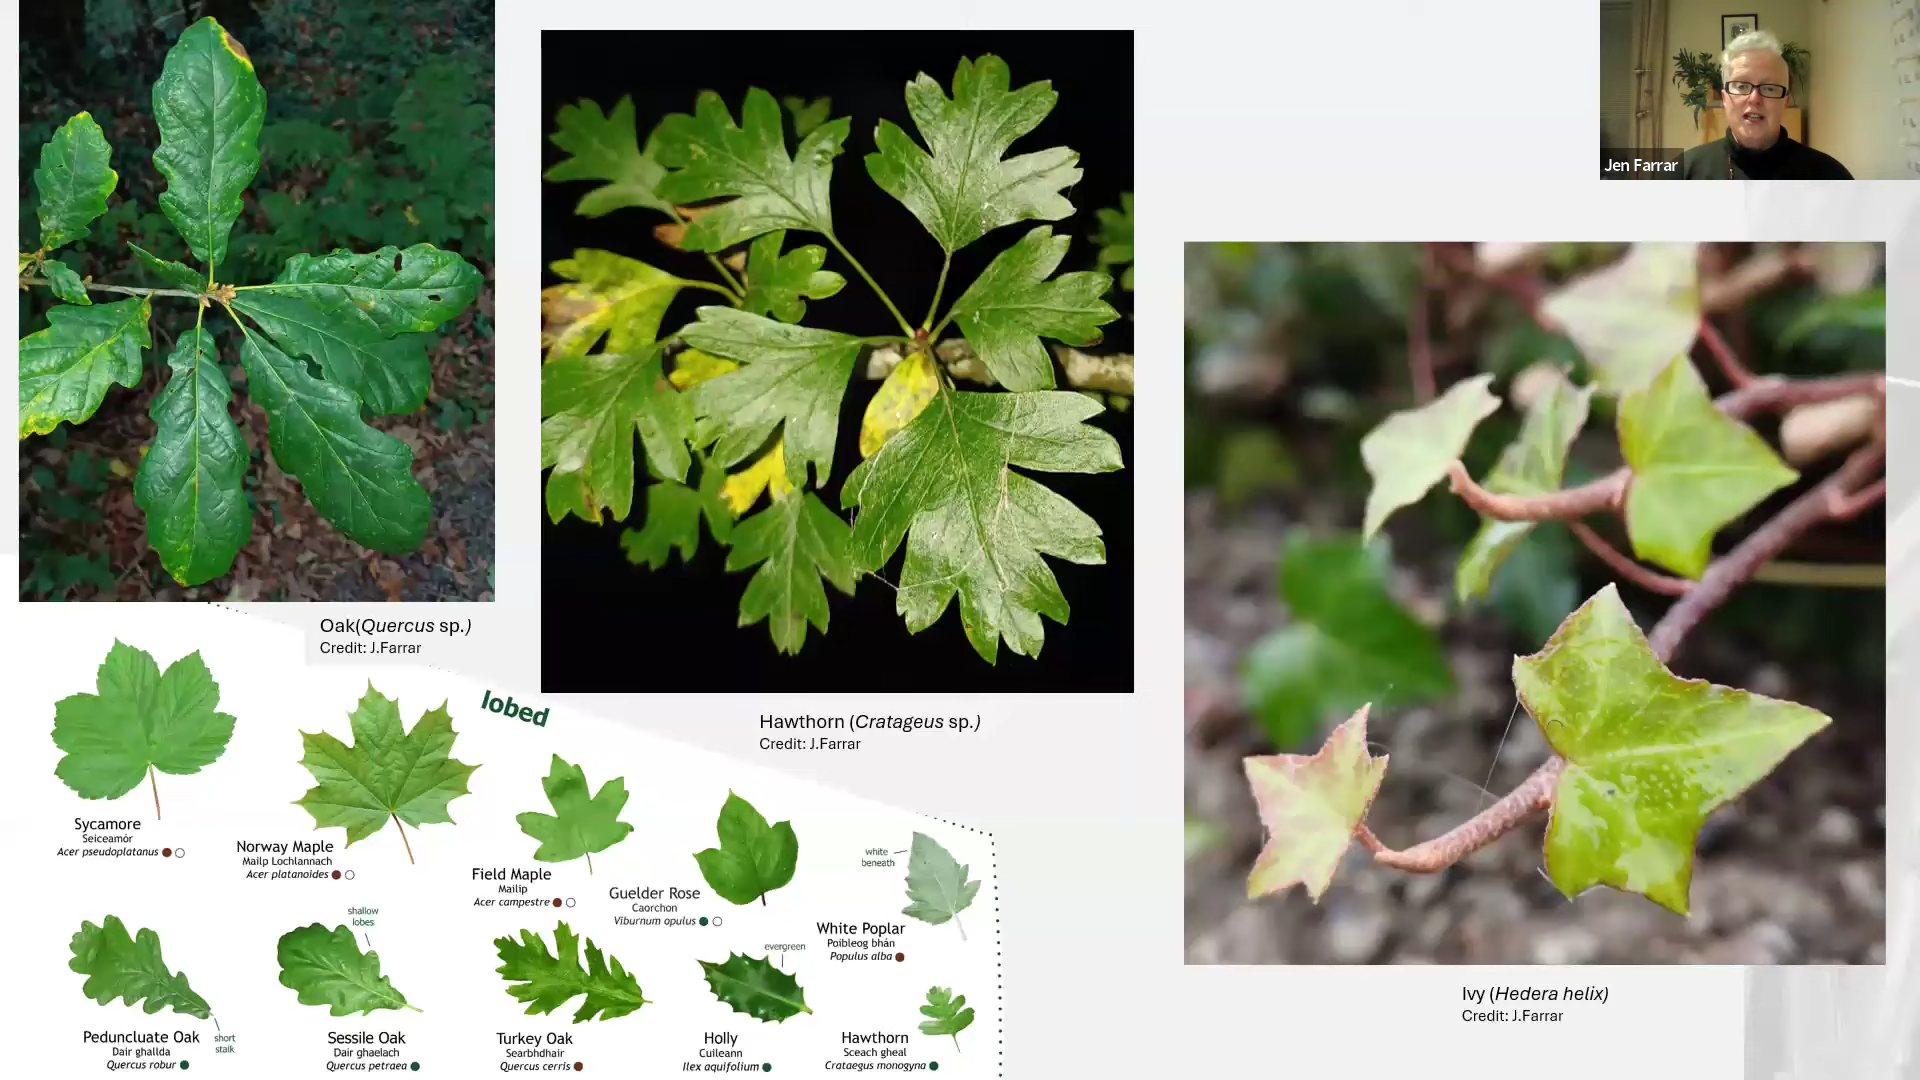 Jen Farrar
Oak(Quercus sp.)
Credit: J.Farrar
Hawthorn (Crataegus sp.)
Credit: J.Farrar
Ivy (Hedera helix)
Credit: J.Farrar
lobed
Sycamore
Seiceamór
Acer pseudoplatanus
Norway Maple
Mailp Lochlannach
Acer platanoides
Field Maple
Mailip
Acer campestre
Guelder Rose
Caorchon
Viburnum opulus
white
beneath
White Poplar
Poibleog bhán
Populus alba
Pedunculate Oak
Dair ghallda
Quercus robur
short
stalk
shallow
lobes
Sessile Oak
Dair ghaelach
Quercus petraea
Turkey Oak
Searbhdhair
Quercus cerris
evergreen
Holly
Cuileann
Ilex aquifolium
Hawthorn
Sceach gheal
Crataegus monogyna